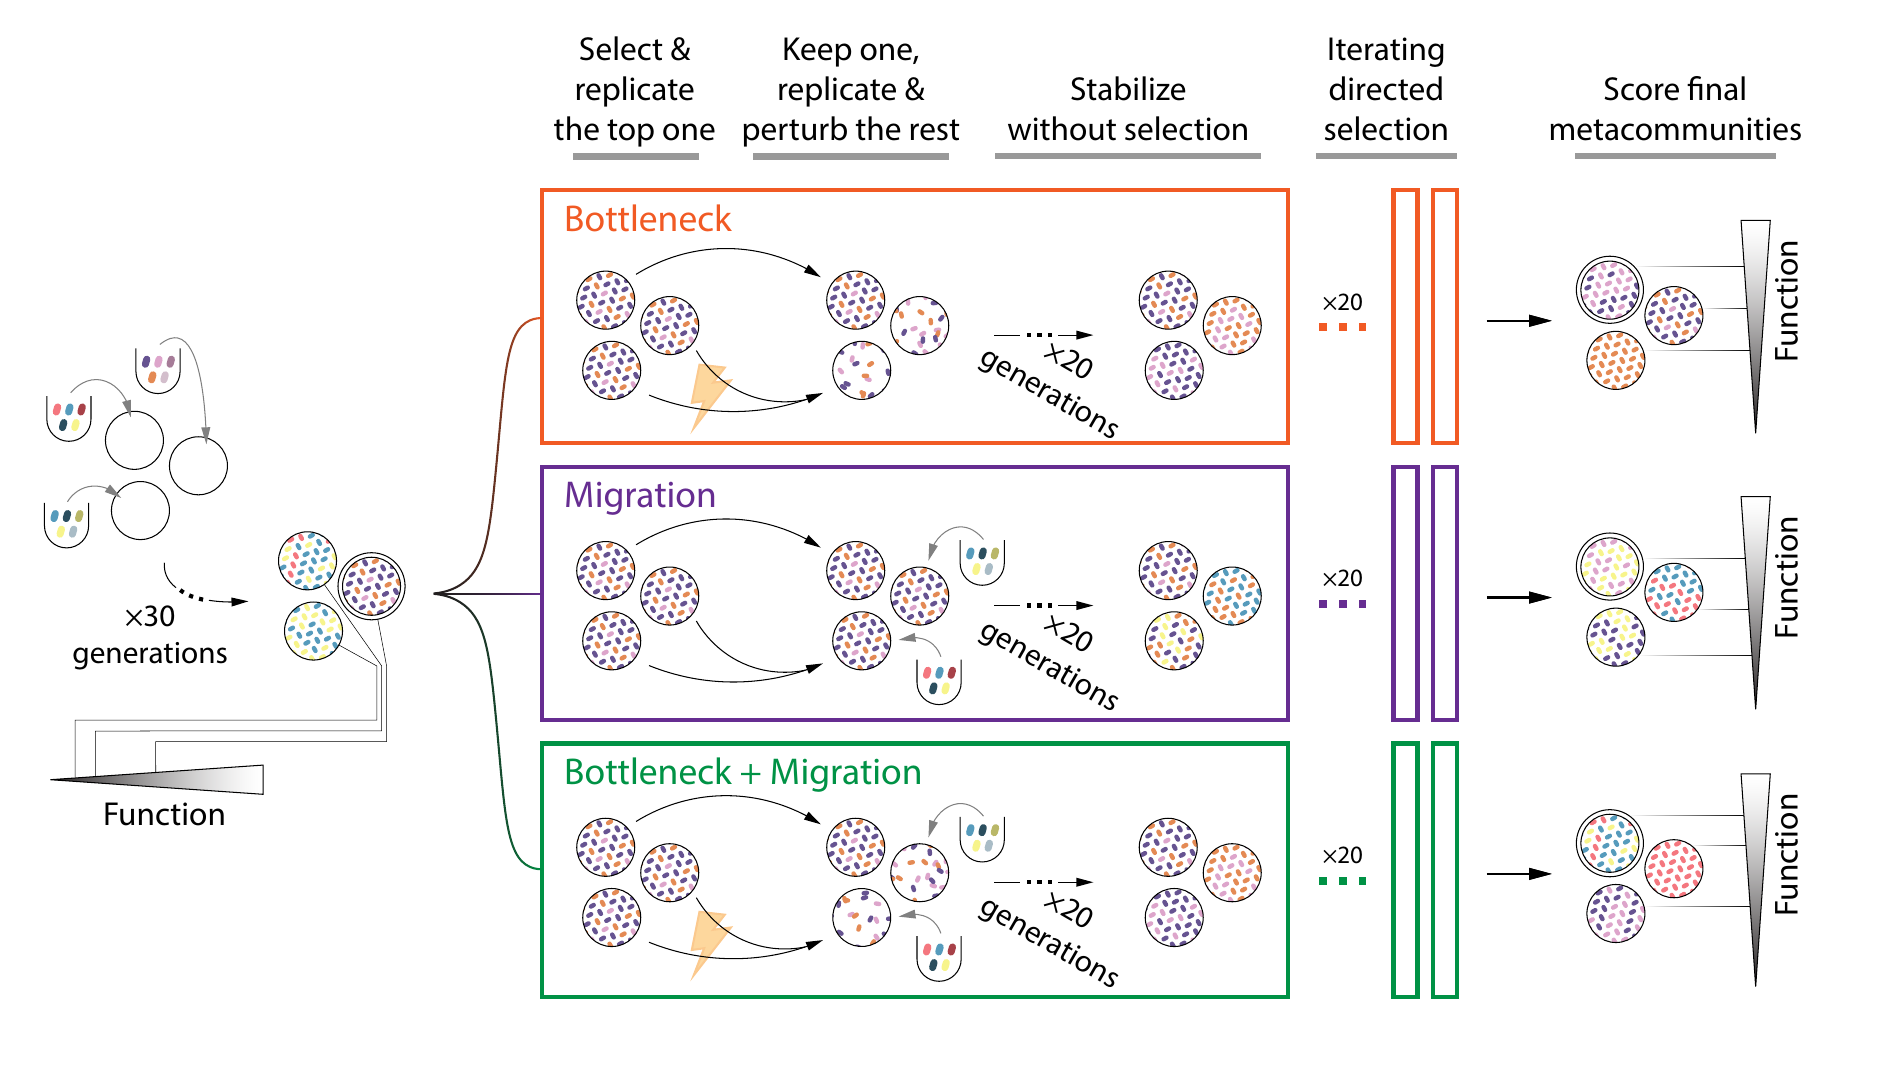 Select &
replicate
the top one
Keep one,
replicate &
perturb the rest
Stabilize
without selection
Iterating
directed
selection
Score final
metacommunities
×30
generations
Function
Bottleneck
×20
generations
×20
Function
Migration
×20
generations
×20
Function
Bottleneck + Migration
×20
generations
×20
Function